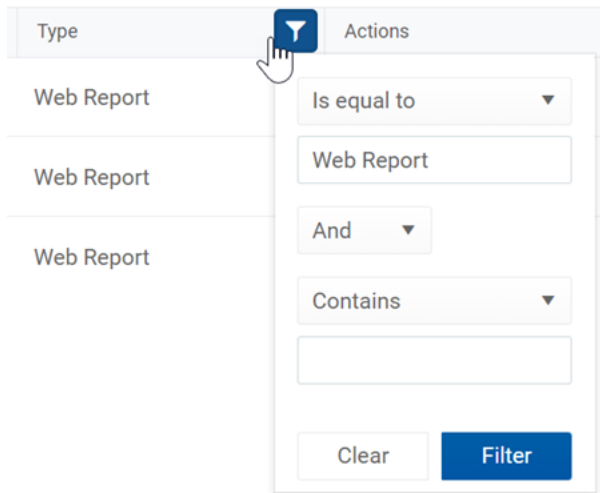 Type Actions
Web Report
Is equal to
Web Report
Web Report
And
Web Report
Contains
Clear Filter